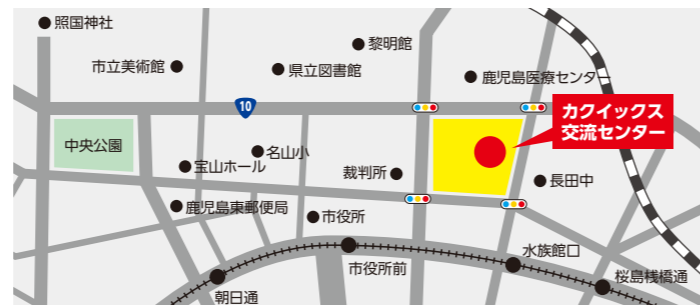 照国神社
黎明館
市立美術館
県立図書館
鹿児島医療センター
10
カクイックス
交流センター
中央公園
名山小
宝山ホール
裁判所
長田中
鹿児島東郵便局
市役所
水族館口
市役所前
桜島桟橋通
朝日通